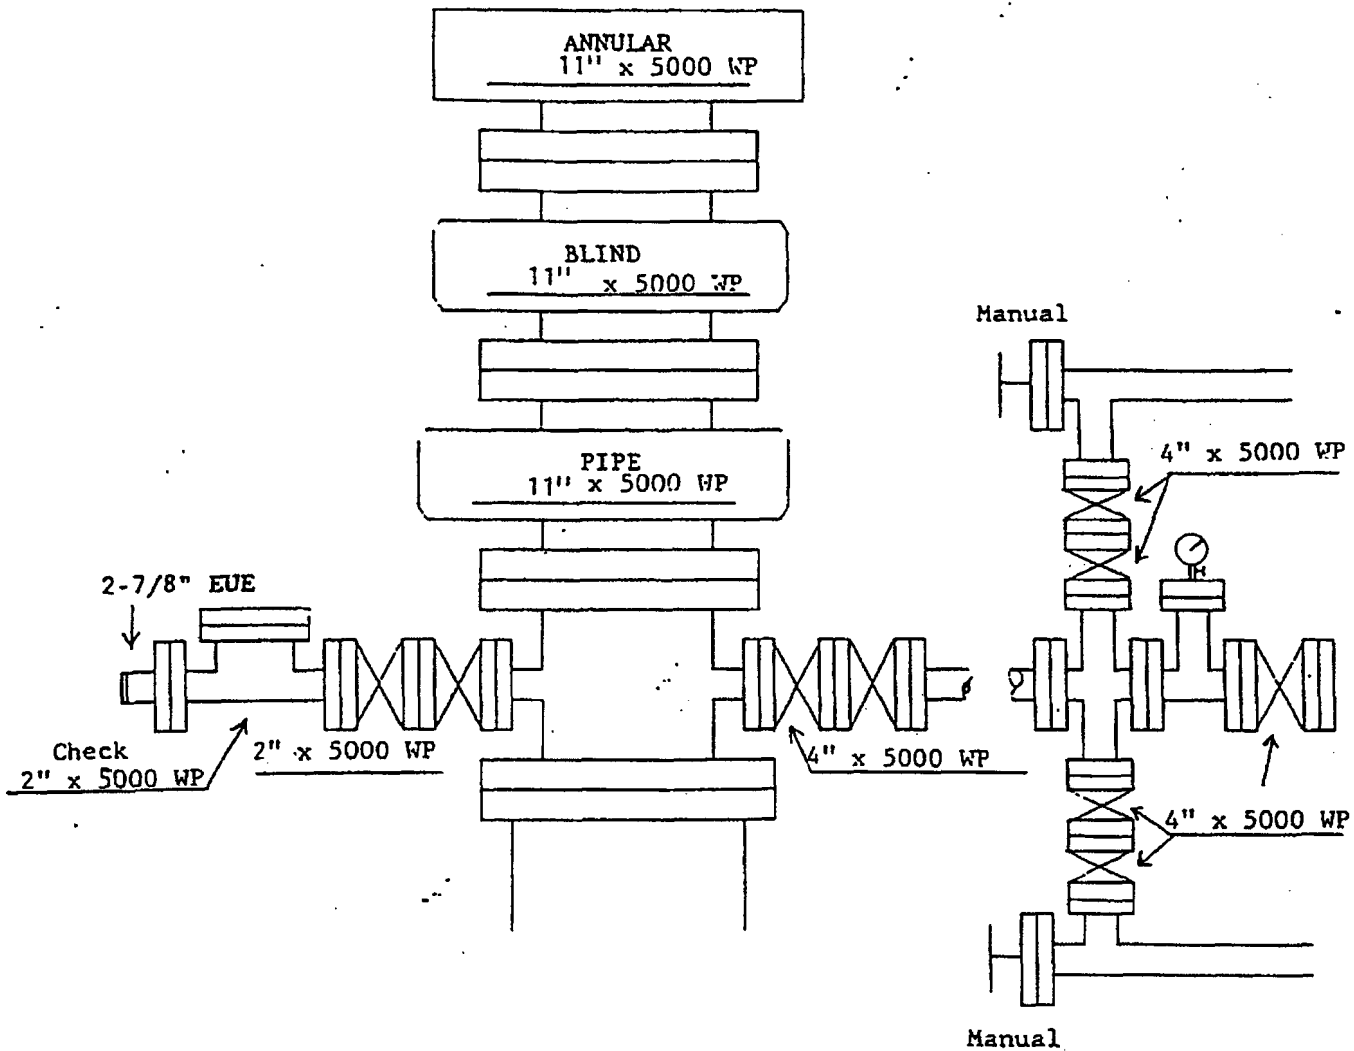 ANNULAR
11" x 5000 WP
BLIND
11" x 5000 WP
PIPE
11" x 5000 WP
2-7/8" EUE
Check
2" x 5000 WP
2" x 5000 WP
4" x 5000 WP
Manual
4" x 5000 WP
4" x 5000 WP
Manual